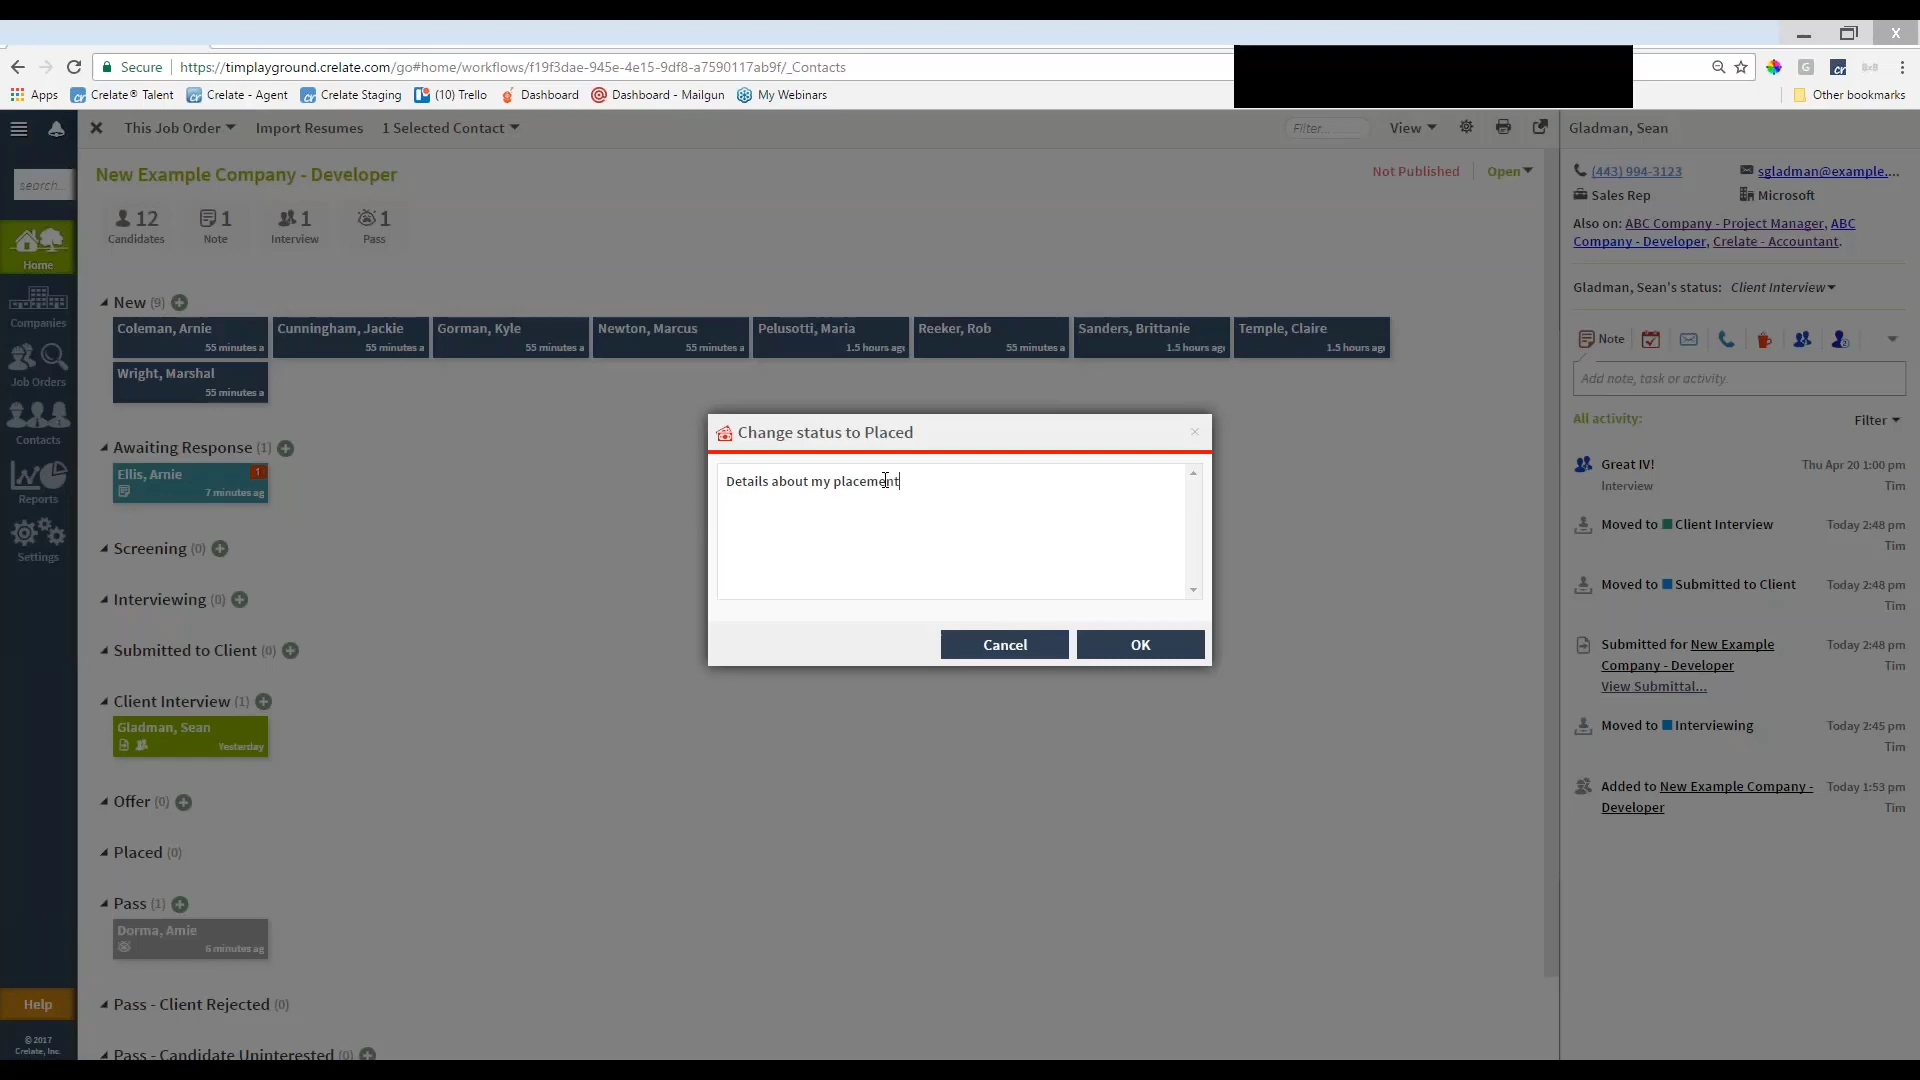 Secure
https://timplayground.crelate.com/go#home/workflows/f19f3dae-945e-4e15-9df8-a7590117ab9f/_Contacts
Apps Crelate® Talent Crelate - Agent Crelate Staging (10) Trello Dashboard Dashboard - Mailgun My Webinars Other bookmarks
This Job Order Import Resumes 1 Selected Contact Filter... View
search...
Home
Companies
Job Orders
Contacts
Reports
Settings
Help
© 2017
Crelate, Inc.
New Example Company - Developer
Not Published Open
12 1 1 1
Candidates Note Interview Pass
New (9)
Coleman, Arnie
55 minutes a
Cunningham, Jackie
55 minutes a
Gorman, Kyle
55 minutes a
Newton, Marcus
55 minutes a
Pelusotti, Maria
1.5 hours ago
Reeker, Rob
55 minutes a
Sanders, Brittanie
1.5 hours ago
Temple, Claire
1.5 hours ago
Wright, Marshal
55 minutes a
Awaiting Response (1)
Ellis, Arnie 1
7 minutes ag
Screening (0)
Interviewing (0)
Submitted to Client (0)
Client Interview (1)
Gladman, Sean
Yesterday
Offer (0)
Placed (0)
Pass (1)
Dorma, Amie
6 minutes ag
Pass - Client Rejected (0)
Pass - Candidate Uninterested (0)
Change status to Placed
Details about my placement
Cancel OK
Gladman, Sean
(443) 994-3123 sgladman@example....
Sales Rep Microsoft
Also on: ABC Company - Project Manager, ABC
Company - Developer, Crelate - Accountant.
Gladman, Sean's status: Client Interview
Note
Add note, task or activity.
All activity: Filter
Great IV! Thu Apr 20 1:00 pm
Interview Tim
Moved to Client Interview Today 2:48 pm
Tim
Moved to Submitted to Client Today 2:48 pm
Tim
Submitted for New Example Today 2:48 pm
Company - Developer Tim
View Submittal...
Moved to Interviewing Today 2:45 pm
Tim
Added to New Example Company - Today 1:53 pm
Developer Tim